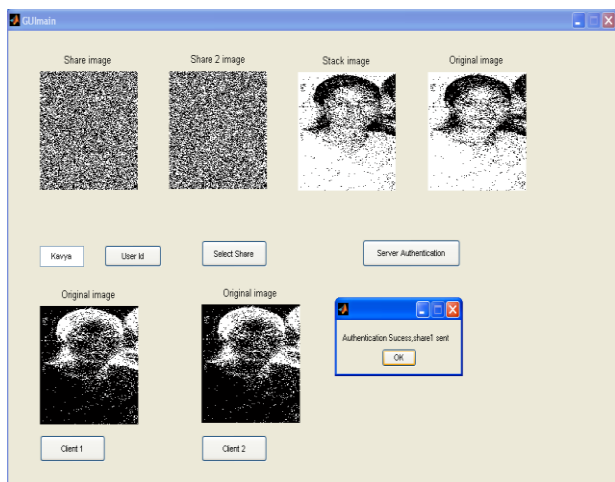 GUImain
Share image
Share 2 image
Stack image
Original image
Kavya
User Id
Select Share
Server Authentication
Original image
Original image
Authentication Sucess,share1 sent
OK
Client 1
Client 2